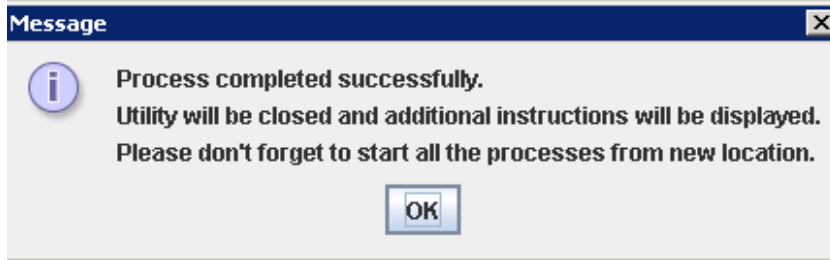 Message
Process completed successfully.
Utility will be closed and additional instructions will be displayed.
Please don't forget to start all the processes from new location.
OK